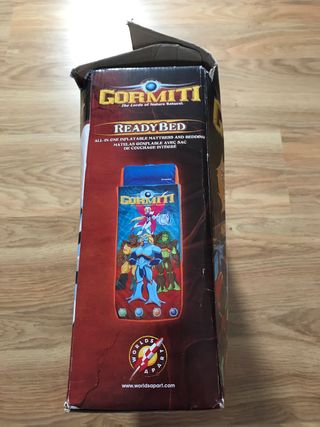 GORMITI
The Lords of Nature Return!
READYBED
ALL-IN-ONE INFLATABLE MATTRESS AND BEDDING
MATELAS GONFLABLE AVEC SAC
DE COUCHAGE INTÉGRÉ
GORMITI
WORLDS APART
www.worldsapart.com